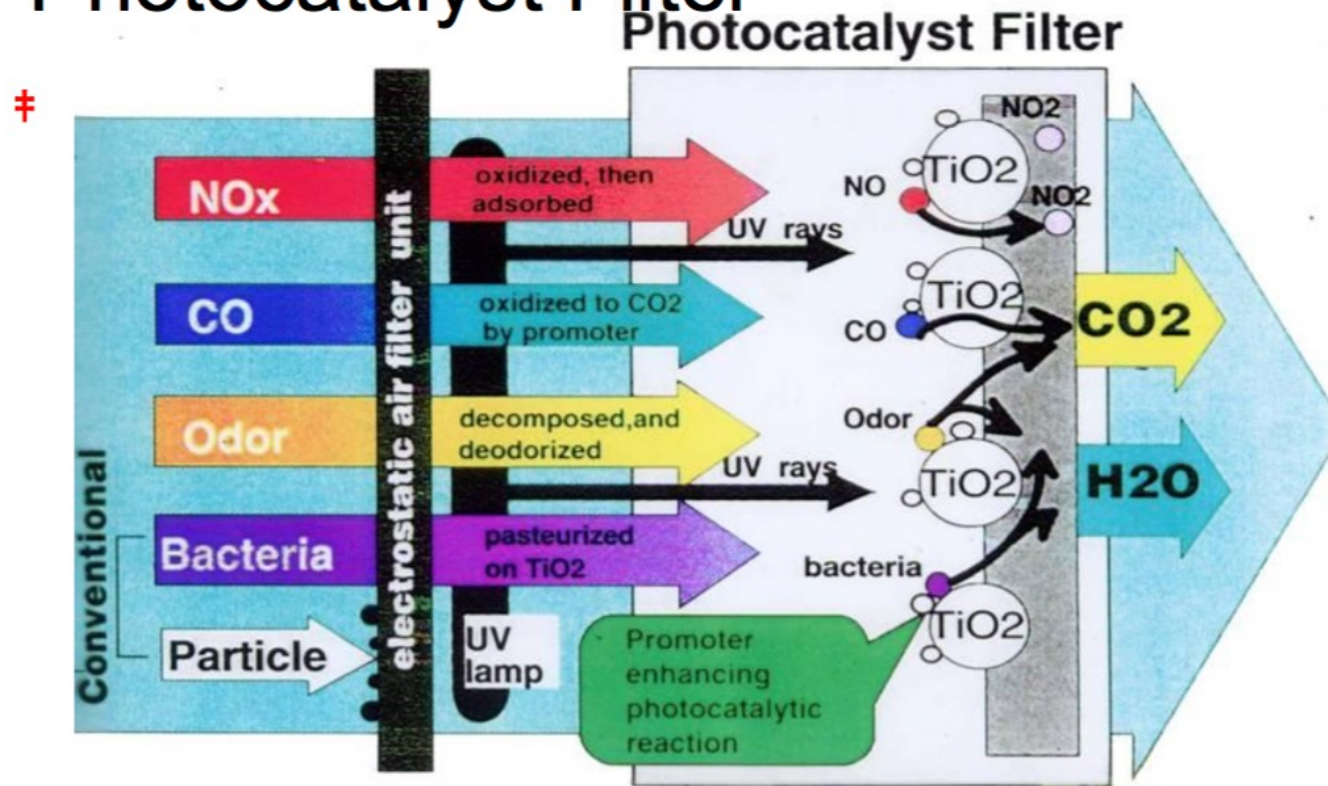 Photocatalyst Filter
Photocatalyst Filter
‡
NOx
oxidized, then
adsorbed
UV rays
CO
oxidized to CO2
by promoter
Odor
decomposed,and
deodorized
UV rays
Bacteria
pasteurized
on TiO2
Conventional
Particle
electrostatic air filter unit
UV
lamp
Promoter
enhancing
photocatalytic
reaction
NO2
TiO2
NO
NO2
TiO2
CO
Odor
TiO2
bacteria
TiO2
CO2
H2O